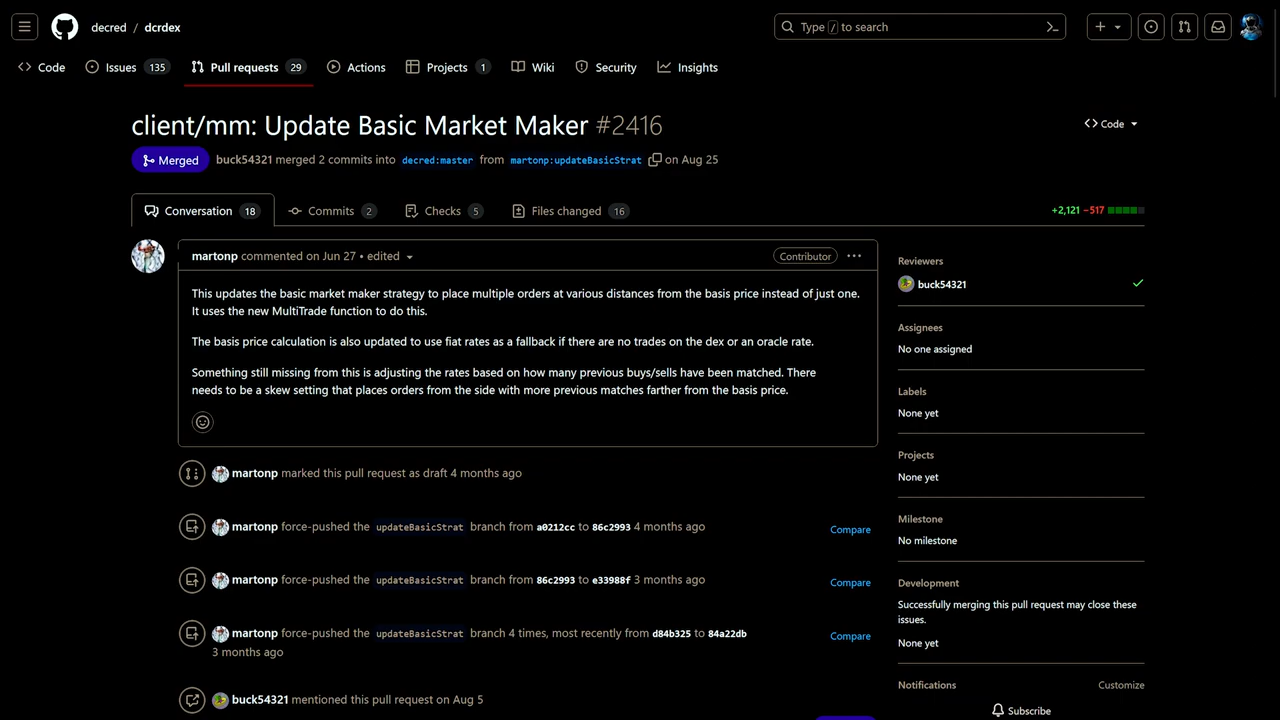 decred / dcrdex
Type / to search
Code
Issues 135
Pull requests 29
Actions
Projects 1
Wiki
Security
Insights
client/mm: Update Basic Market Maker #2416
Code
Merged
buck54321 merged 2 commits into decred:master from martonp:updateBasicStrat on Aug 25
Conversation 18
Commits 2
Checks 5
Files changed 16
+2,121 −517
martonp commented on Jun 27 • edited
Contributor
This updates the basic market maker strategy to place multiple orders at various distances from the basis price instead of just one.
It uses the new MultiTrade function to do this.
The basis price calculation is also updated to use fiat rates as a fallback if there are no trades on the dex or an oracle rate.
Something still missing from this is adjusting the rates based on how many previous buys/sells have been matched. There
needs to be a skew setting that places orders from the side with more previous matches farther from the basis price.
martonp marked this pull request as draft 4 months ago
martonp force-pushed the updateBasicStrat branch from a0212cc to 86c2993 4 months ago
Compare
martonp force-pushed the updateBasicStrat branch from 86c2993 to e33988f 3 months ago
Compare
martonp force-pushed the updateBasicStrat branch 4 times, most recently from d84b325 to 84a22db
3 months ago
Compare
buck54321 mentioned this pull request on Aug 5
Reviewers
buck54321
Assignees
No one assigned
Labels
None yet
Projects
None yet
Milestone
No milestone
Development
Successfully merging this pull request may close these
issues.
None yet
Notifications
Customize
Subscribe